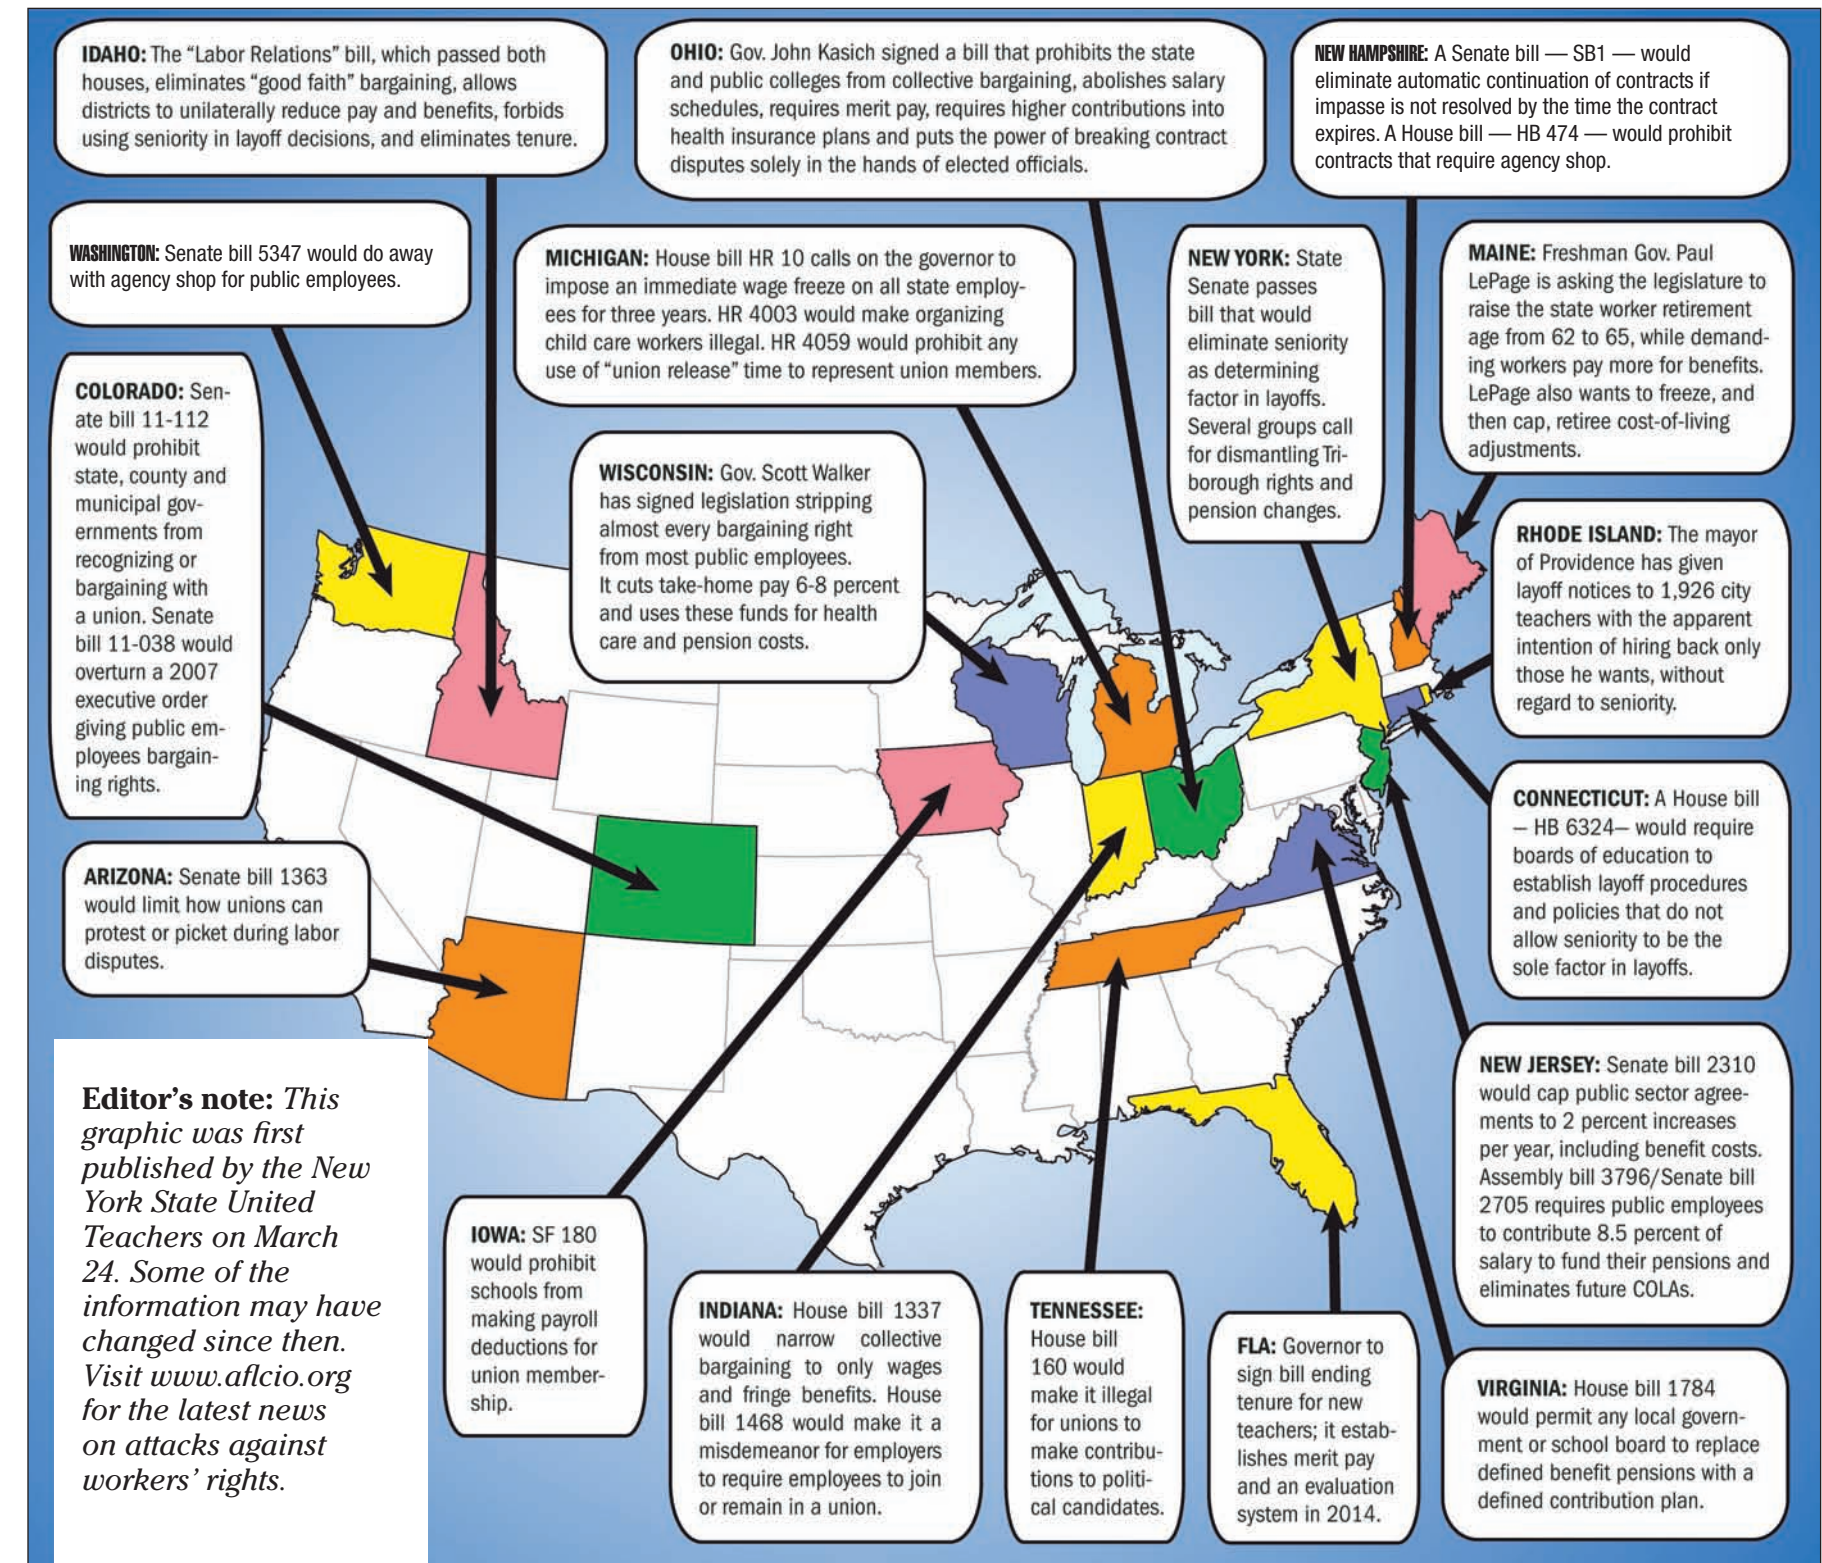 IDAHO: The “Labor Relations” bill, which passed both
houses, eliminates “good faith” bargaining, allows
districts to unilaterally reduce pay and benefits, forbids
using seniority in layoff decisions, and eliminates tenure.
OHIO: Gov. John Kasich signed a bill that prohibits the state
and public colleges from collective bargaining, abolishes salary
schedules, requires merit pay, requires higher contributions into
health insurance plans and puts the power of breaking contract
disputes solely in the hands of elected officials.
NEW HAMPSHIRE: A Senate bill — SB1 — would
eliminate automatic continuation of contracts if
impasse is not resolved by the time the contract
expires. A House bill — HB 474 — would prohibit
contracts that require agency shop.
WASHINGTON: Senate bill 5347 would do away
with agency shop for public employees.
MICHIGAN: House bill HR 10 calls on the governor to
impose an immediate wage freeze on all state employ-
ees for three years. HR 4003 would make organizing
child care workers illegal. HR 4059 would prohibit any
use of “union release” time to represent union members.
NEW YORK: State
Senate passes
bill that would
eliminate seniority
as determining
factor in layoffs.
Several groups call
for dismantling Tri-
borough rights and
pension changes.
MAINE: Freshman Gov. Paul
LePage is asking the legislature to
raise the state worker retirement
age from 62 to 65, while demand-
ing workers pay more for benefits.
LePage also wants to freeze, and
then cap, retiree cost-of-living
adjustments.
COLORADO: Sen-
ate bill 11-112
would prohibit
state, county and
municipal gov-
ernments from
recognizing or
bargaining with
a union. Senate
bill 11-038 would
overturn a 2007
executive order
giving public em-
ployees bargain-
ing rights.
WISCONSIN: Gov. Scott Walker
has signed legislation stripping
almost every bargaining right
from most public employees.
It cuts take-home pay 6-8 percent
and uses these funds for health
care and pension costs.
RHODE ISLAND: The mayor
of Providence has given
layoff notices to 1,926 city
teachers with the apparent
intention of hiring back only
those he wants, without
regard to seniority.
CONNECTICUT: A House bill
– HB 6324– would require
boards of education to
establish layoff procedures
and policies that do not
allow seniority to be the
sole factor in layoffs.
ARIZONA: Senate bill 1363
would limit how unions can
protest or picket during labor
disputes.
NEW JERSEY: Senate bill 2310
would cap public sector agree-
ments to 2 percent increases
per year, including benefit costs.
Assembly bill 3796/Senate bill
2705 requires public employees
to contribute 8.5 percent of
salary to fund their pensions and
eliminates future COLAs.
Editor’s note: This
graphic was first
published by the New
York State United
Teachers on March
24. Some of the
information may have
changed since then.
Visit www.aflcio.org
for the latest news
on attacks against
workers’ rights.
IOWA: SF 180
would prohibit
schools from
making payroll
deductions for
union member-
ship.
INDIANA: House bill 1337
would narrow collective
bargaining to only wages
and fringe benefits. House
bill 1468 would make it a
misdemeanor for employers
to require employees to join
or remain in a union.
TENNESSEE:
House bill
160 would
make it illegal
for unions to
make contribu-
tions to politi-
cal candidates.
FLA: Governor to
sign bill ending
tenure for new
teachers; it estab-
lishes merit pay
and an evaluation
system in 2014.
VIRGINIA: House bill 1784
would permit any local govern-
ment or school board to replace
defined benefit pensions with a
defined contribution plan.